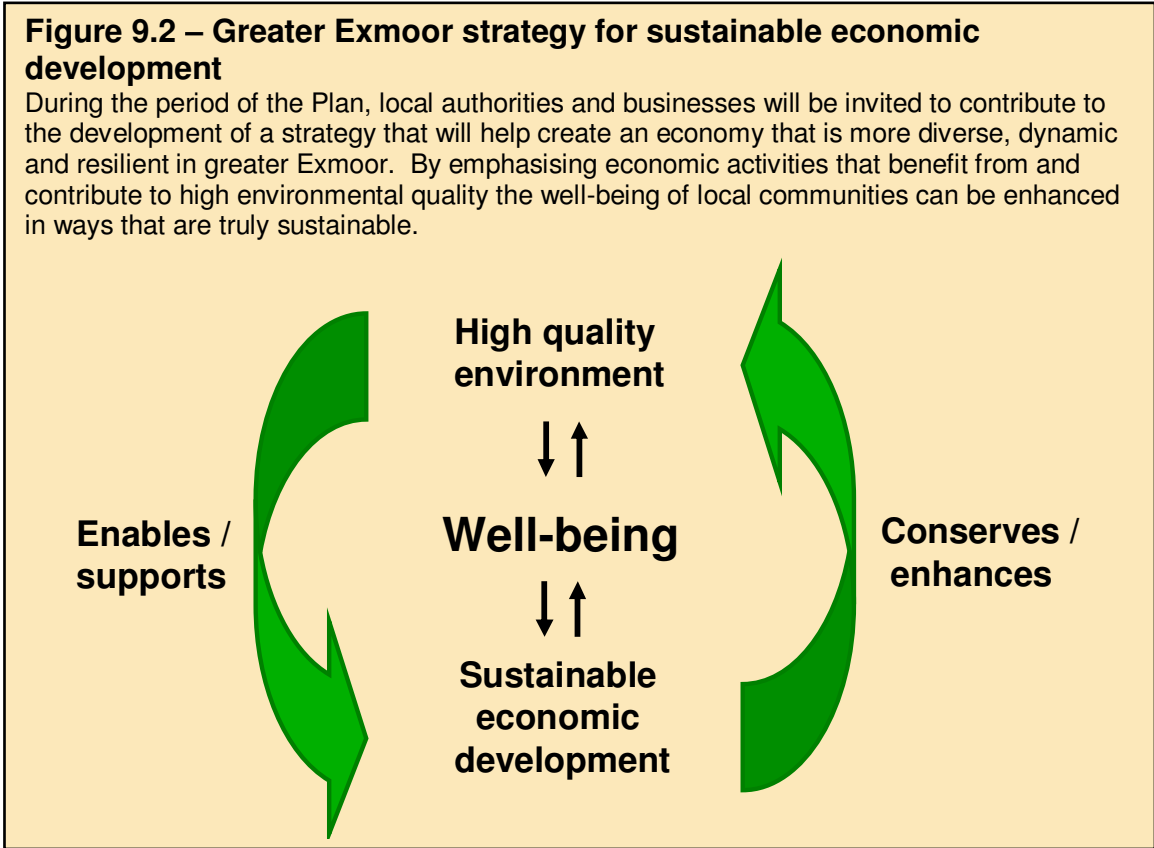 Figure 9.2 – Greater Exmoor strategy for sustainable economic
development
During the period of the Plan, local authorities and businesses will be invited to contribute to
the development of a strategy that will help create an economy that is more diverse, dynamic
and resilient in greater Exmoor. By emphasising economic activities that benefit from and
contribute to high environmental quality the well-being of local communities can be enhanced
in ways that are truly sustainable.
High quality
environment
Enables /
supports
Well-being
Conserves /
enhances
Sustainable
economic
development